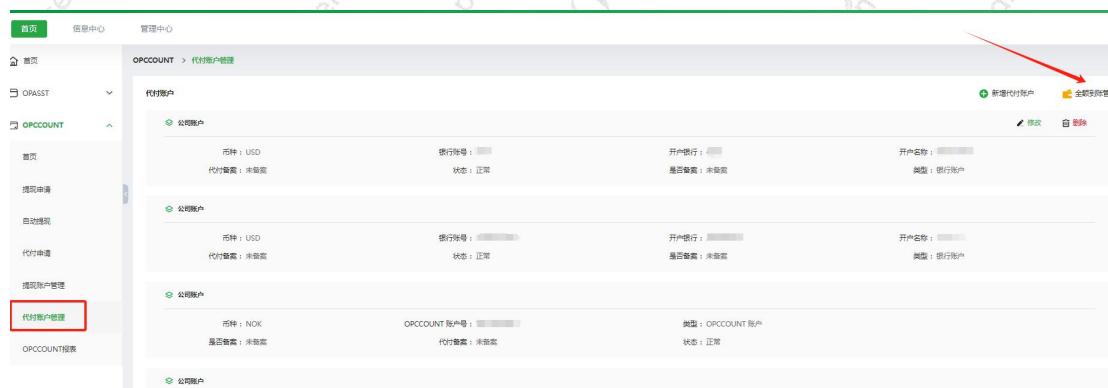 首页 信息中心 管理中心
首页
OPCCOUNT > 代付账户管理
OPASST
代付账户
新增代付账户
OPCCOUNT
公司账户
修改 删除
首页
币种：USD 银行账号： 开户银行： 开户名称：
代付备案：未备案 状态：正常 是否备案：未备案 类型：银行账户
提现申请
公司账户
自动提现
币种：USD 银行账号： 开户银行： 开户名称：
代付申请
代付备案：未备案 状态：正常 是否备案：未备案 类型：银行账户
提现账户管理
公司账户
代付账户管理
币种：NOK OPCCOUNT 账户号： 类型：OPCCOUNT 账户
是否备案：未备案 代付备案：未备案 状态：正常
OPCCOUNT报表
公司账户